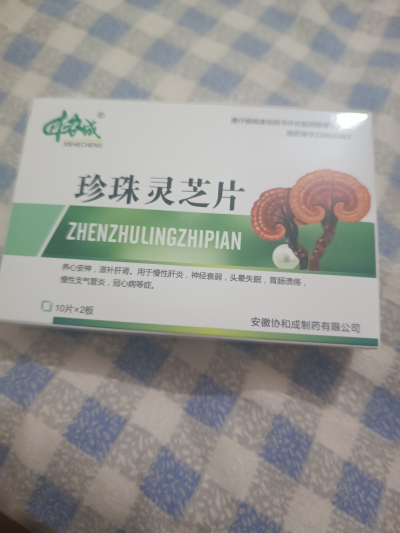 协和成®
XIEHECHENG
珍珠灵芝片
ZHENZHULINGZHIPIAN
养心安神，滋补肝肾。用于慢性肝炎，神经衰弱，头晕失眠，胃肠溃疡，
慢性支气管炎，冠心病等症。
10片×2板
安徽协和成制药有限公司